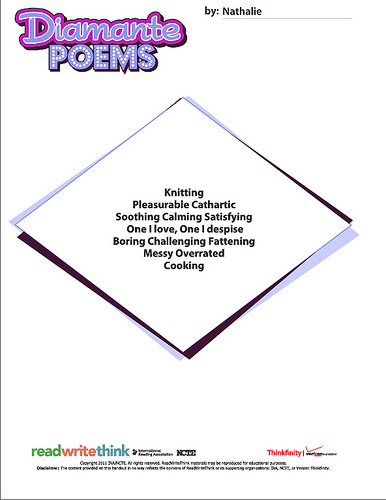 Diamante
POEMS
by: Nathalie
Knitting
Pleasurable Cathartic
Soothing Calming Satisfying
One I love, One I despise
Boring Challenging Fattening
Messy Overrated
Cooking
readwritethink
International
Reading Association
NCTE
Thinkfinity
Copyright 2011 IRA/NCTE. All rights reserved. ReadWriteThink materials may be reproduced for educational purposes.
Disclaimer: The content provided on this handout in no way reflects the opinions of ReadWriteThink or its supporting organizations, IRA, NCTE, or Verizon Thinkfinity.